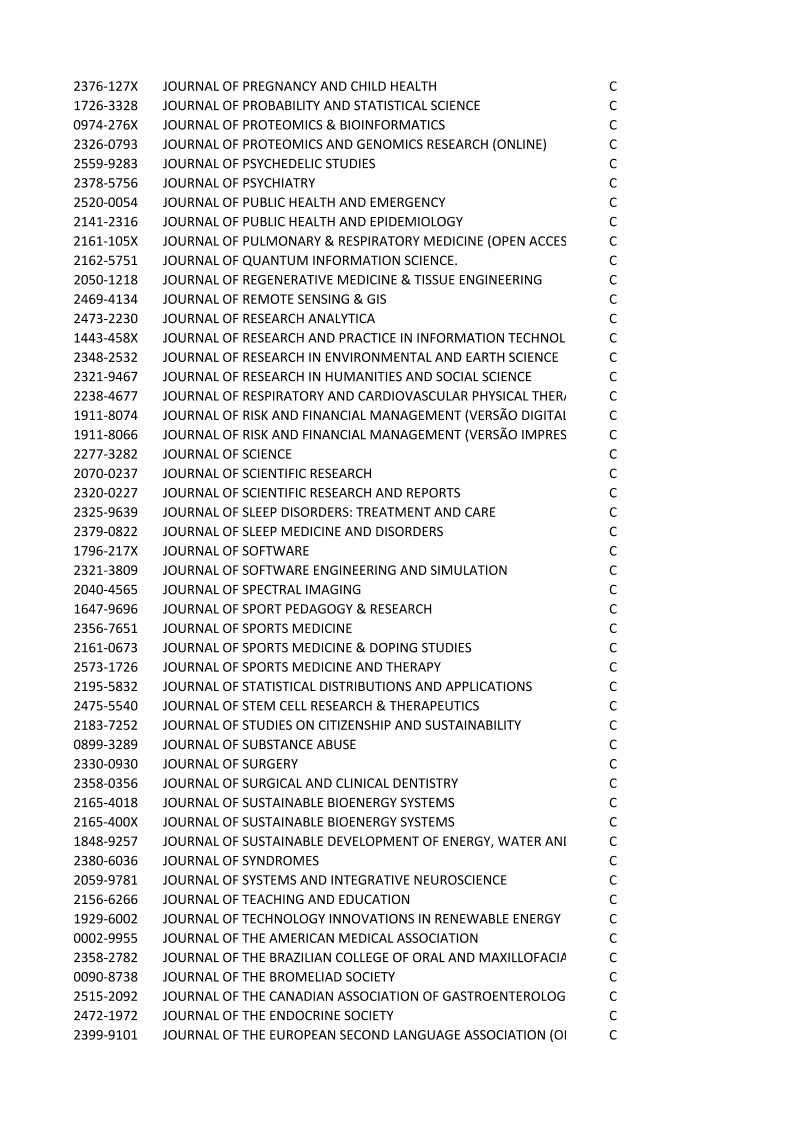 2376-127X JOURNAL OF PREGNANCY AND CHILD HEALTH C
1726-3328 JOURNAL OF PROBABILITY AND STATISTICAL SCIENCE C
0974-276X JOURNAL OF PROTEOMICS & BIOINFORMATICS C
2326-0793 JOURNAL OF PROTEOMICS AND GENOMICS RESEARCH (ONLINE) C
2559-9283 JOURNAL OF PSYCHEDELIC STUDIES C
2378-5756 JOURNAL OF PSYCHIATRY C
2520-0054 JOURNAL OF PUBLIC HEALTH AND EMERGENCY C
2141-2316 JOURNAL OF PUBLIC HEALTH AND EPIDEMIOLOGY C
2161-105X JOURNAL OF PULMONARY & RESPIRATORY MEDICINE (OPEN ACCES C
2162-5751 JOURNAL OF QUANTUM INFORMATION SCIENCE. C
2050-1218 JOURNAL OF REGENERATIVE MEDICINE & TISSUE ENGINEERING C
2469-4134 JOURNAL OF REMOTE SENSING & GIS C
2473-2230 JOURNAL OF RESEARCH ANALYTICA C
1443-458X JOURNAL OF RESEARCH AND PRACTICE IN INFORMATION TECHNOL C
2348-2532 JOURNAL OF RESEARCH IN ENVIRONMENTAL AND EARTH SCIENCE C
2321-9467 JOURNAL OF RESEARCH IN HUMANITIES AND SOCIAL SCIENCE C
2238-4677 JOURNAL OF RESPIRATORY AND CARDIOVASCULAR PHYSICAL THERA C
1911-8074 JOURNAL OF RISK AND FINANCIAL MANAGEMENT (VERSÃO DIGITAL C
1911-8066 JOURNAL OF RISK AND FINANCIAL MANAGEMENT (VERSÃO IMPRES C
2277-3282 JOURNAL OF SCIENCE C
2070-0237 JOURNAL OF SCIENTIFIC RESEARCH C
2320-0227 JOURNAL OF SCIENTIFIC RESEARCH AND REPORTS C
2325-9639 JOURNAL OF SLEEP DISORDERS: TREATMENT AND CARE C
2379-0822 JOURNAL OF SLEEP MEDICINE AND DISORDERS C
1796-217X JOURNAL OF SOFTWARE C
2321-3809 JOURNAL OF SOFTWARE ENGINEERING AND SIMULATION C
2040-4565 JOURNAL OF SPECTRAL IMAGING C
1647-9696 JOURNAL OF SPORT PEDAGOGY & RESEARCH C
2356-7651 JOURNAL OF SPORTS MEDICINE C
2161-0673 JOURNAL OF SPORTS MEDICINE & DOPING STUDIES C
2573-1726 JOURNAL OF SPORTS MEDICINE AND THERAPY C
2195-5832 JOURNAL OF STATISTICAL DISTRIBUTIONS AND APPLICATIONS C
2475-5540 JOURNAL OF STEM CELL RESEARCH & THERAPEUTICS C
2183-7252 JOURNAL OF STUDIES ON CITIZENSHIP AND SUSTAINABILITY C
0899-3289 JOURNAL OF SUBSTANCE ABUSE C
2330-0930 JOURNAL OF SURGERY C
2358-0356 JOURNAL OF SURGICAL AND CLINICAL DENTISTRY C
2165-4018 JOURNAL OF SUSTAINABLE BIOENERGY SYSTEMS C
2165-400X JOURNAL OF SUSTAINABLE BIOENERGY SYSTEMS C
1848-9257 JOURNAL OF SUSTAINABLE DEVELOPMENT OF ENERGY, WATER AND C
2380-6036 JOURNAL OF SYNDROMES C
2059-9781 JOURNAL OF SYSTEMS AND INTEGRATIVE NEUROSCIENCE C
2156-6266 JOURNAL OF TEACHING AND EDUCATION C
1929-6002 JOURNAL OF TECHNOLOGY INNOVATIONS IN RENEWABLE ENERGY C
0002-9955 JOURNAL OF THE AMERICAN MEDICAL ASSOCIATION C
2358-2782 JOURNAL OF THE BRAZILIAN COLLEGE OF ORAL AND MAXILLOFACIA C
0090-8738 JOURNAL OF THE BROMELIAD SOCIETY C
2515-2092 JOURNAL OF THE CANADIAN ASSOCIATION OF GASTROENTEROLOG C
2472-1972 JOURNAL OF THE ENDOCRINE SOCIETY C
2399-9101 JOURNAL OF THE EUROPEAN SECOND LANGUAGE ASSOCIATION (O C